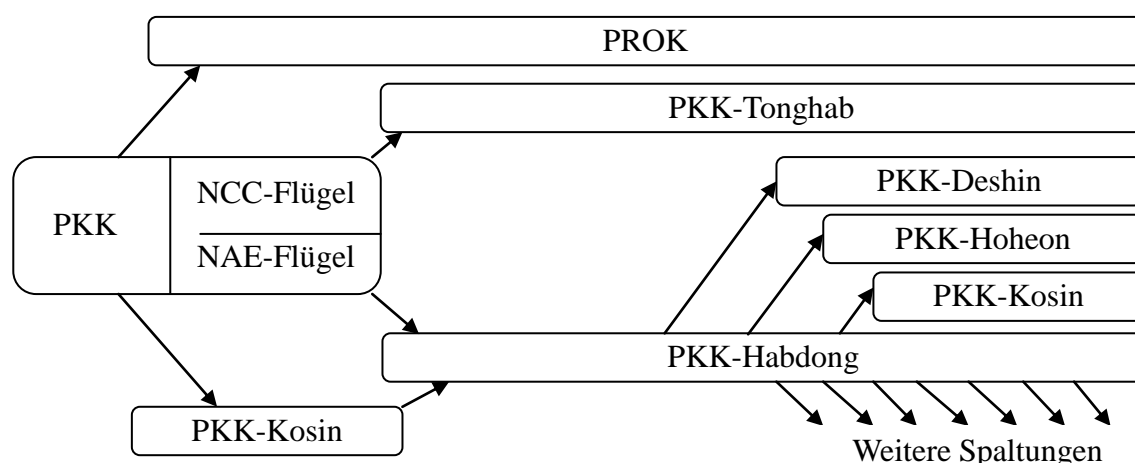 PROK
PKK-Tonghab
PKK-Deshin
NCC-Flügel
PKK
PKK-Hoheon
NAE-Flügel
PKK-Kosin
PKK-Habdong
PKK-Kosin
Weitere Spaltungen